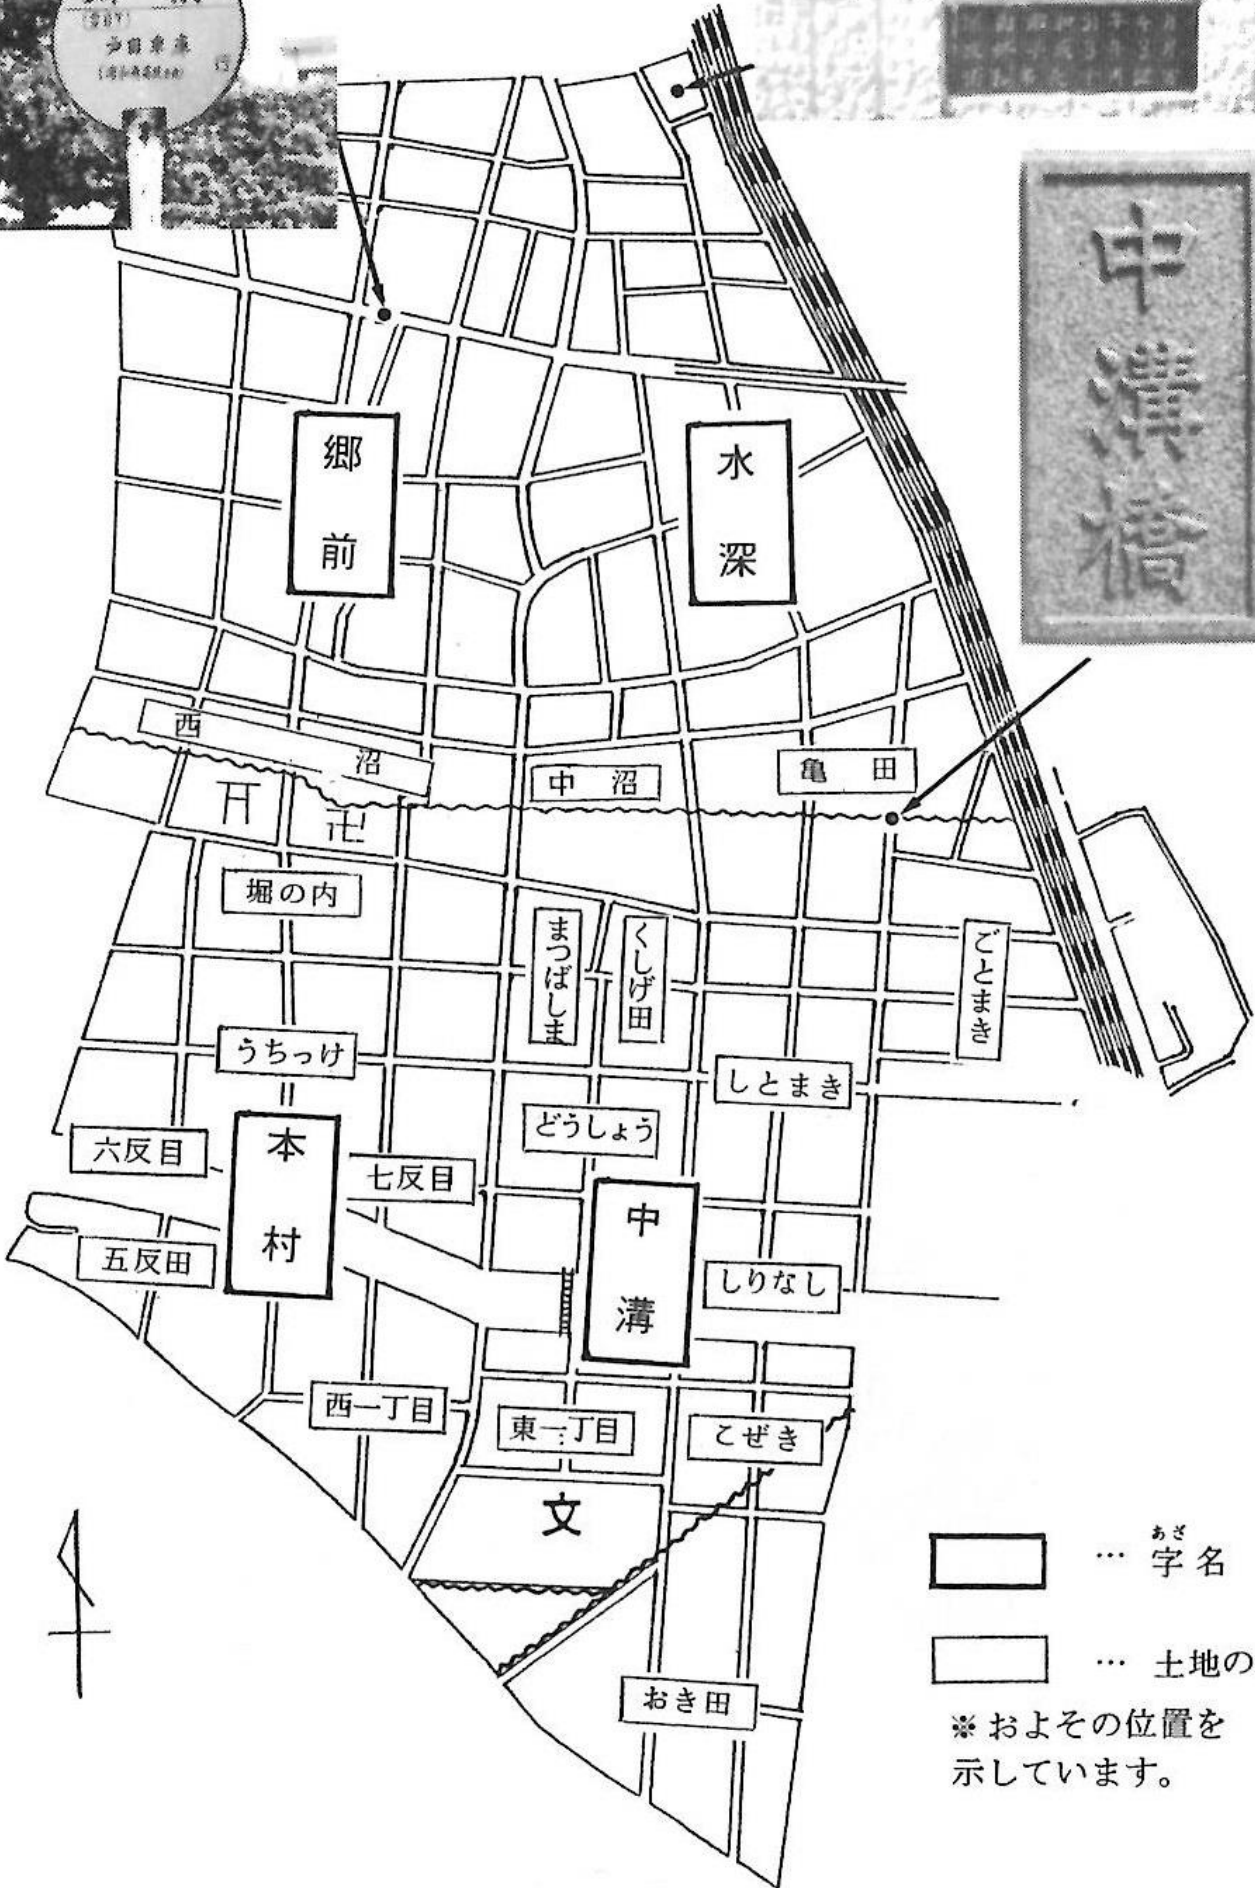 中溝橋
郷前
水深
西沼
中沼
亀田
堀の内
まつばしま
くしげ田
ごとまき
うちっけ
しとまき
どうしょう
六反目
本村
七反目
中溝
五反田
しりなし
西一丁目
東一丁目
こぜき
文
おき田
… 字名
あざ
… 土地の
※およその位置を
示しています。